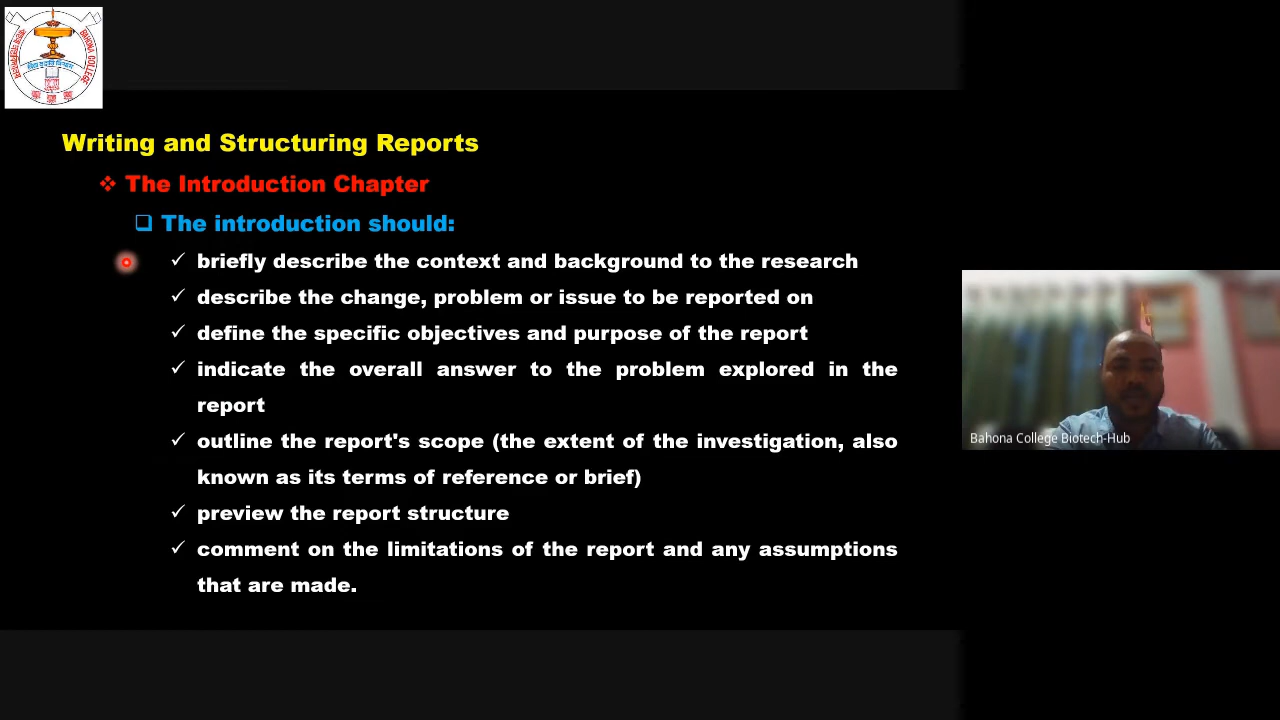 BAHONA COLLEGE
Writing and Structuring Reports
❖ The Introduction Chapter
❑ The introduction should:
✓ briefly describe the context and background to the research
✓ describe the change, problem or issue to be reported on
✓ define the specific objectives and purpose of the report
✓ indicate the overall answer to the problem explored in the
report
✓ outline the report's scope (the extent of the investigation, also
known as its terms of reference or brief)
✓ preview the report structure
✓ comment on the limitations of the report and any assumptions
that are made.
Bahona College Biotech-Hub